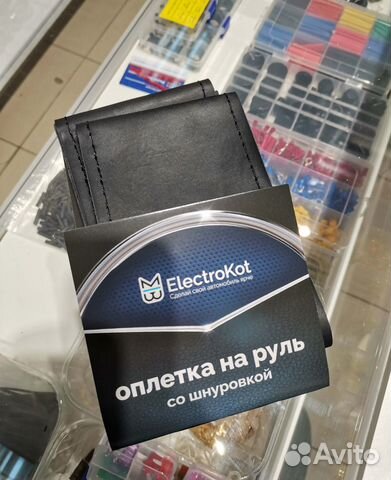 ElectroKot
Сделай свой автомобиль ярче
оплетка на руль
со шнуровкой
Avito